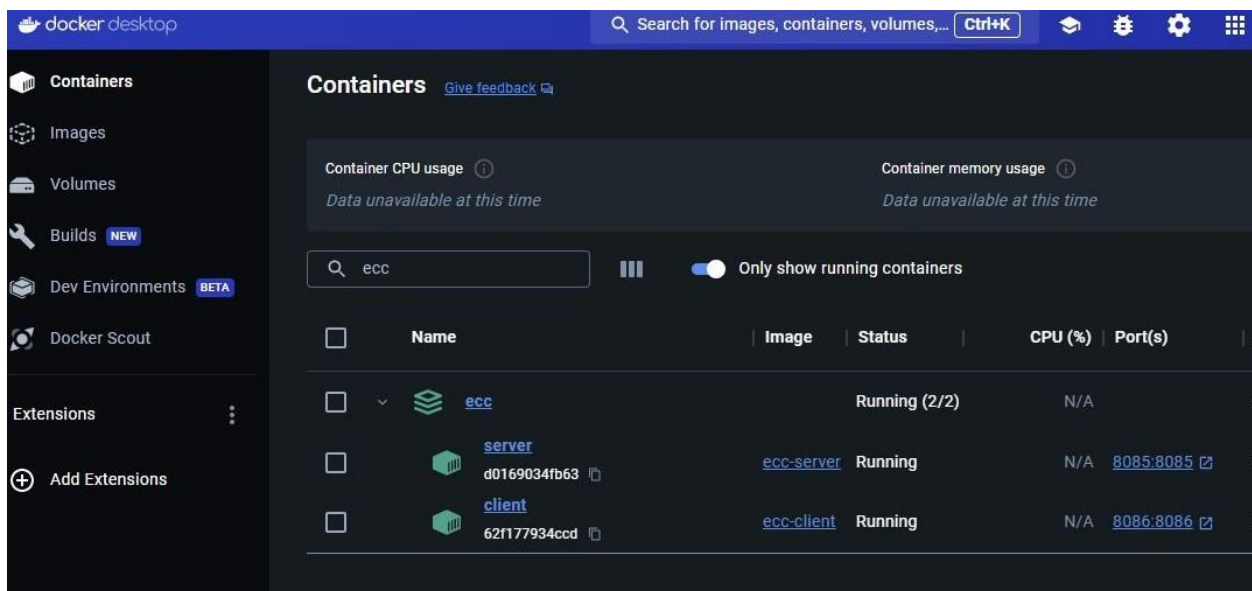 docker desktop
Search for images, containers, volumes,... Ctrl+K
Containers
Images
Volumes
Builds NEW
Dev Environments BETA
Docker Scout
Extensions
Add Extensions
Containers Give feedback
Container CPU usage Container memory usage
Data unavailable at this time Data unavailable at this time
ecc Only show running containers
Name Image Status CPU (%) Port(s)
ecc Running (2/2) N/A
server
d0169034fb63 ecc-server Running N/A 8085:8085
client
62f177934ccd ecc-client Running N/A 8086:8086